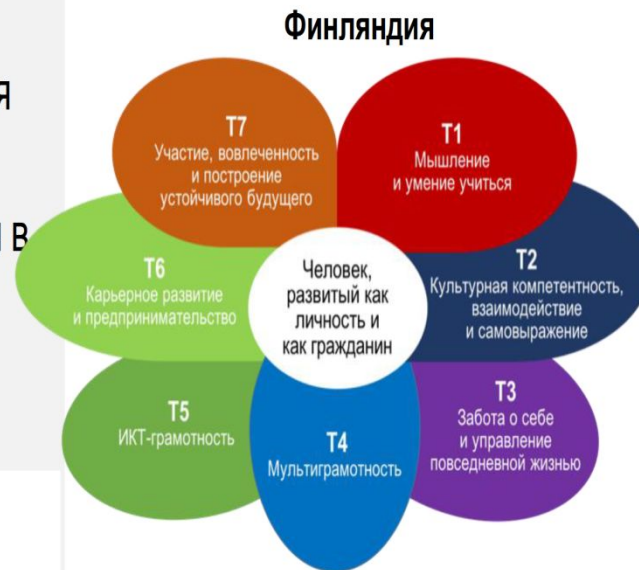 Финляндия
я
в
T7
Участие, вовлеченность
и построение
устойчивого будущего
T1
Мышление
и умение учиться
T6
Карьерное развитие
и предпринимательство
Человек,
развитый как
личность и
как гражданин
T2
Культурная компетентность,
взаимодействие
и самовыражение
T5
ИКТ-грамотность
T4
Мультиграмотность
T3
Забота о себе
и управление
повседневной жизнью